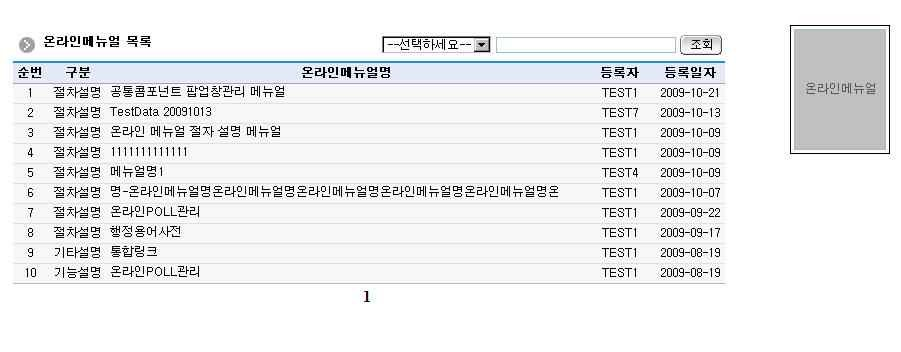 온라인메뉴얼 목록
--선택하세요-- 조회
순번 구분 온라인메뉴얼명 등록자 등록일자
1 절차설명 공통콤포넌트 팝업창관리 메뉴얼 TEST1 2009-10-21
2 절차설명 TestData 20091013 TEST7 2009-10-13
3 절차설명 온라인 메뉴얼 절자 설명 메뉴얼 TEST1 2009-10-09
4 절차설명 1111111111111 TEST1 2009-10-09
5 절차설명 메뉴얼명1 TEST4 2009-10-09
6 절차설명 명-온라인메뉴얼명온라인메뉴얼명온라인메뉴얼명온라인메뉴얼명온라인메뉴얼명온 TEST1 2009-10-07
7 절차설명 온라인POLL관리 TEST1 2009-09-22
8 절차설명 행정용어사전 TEST1 2009-09-17
9 기타설명 통합링크 TEST1 2009-08-19
10 기능설명 온라인POLL관리 TEST1 2009-08-19
1
온라인메뉴얼